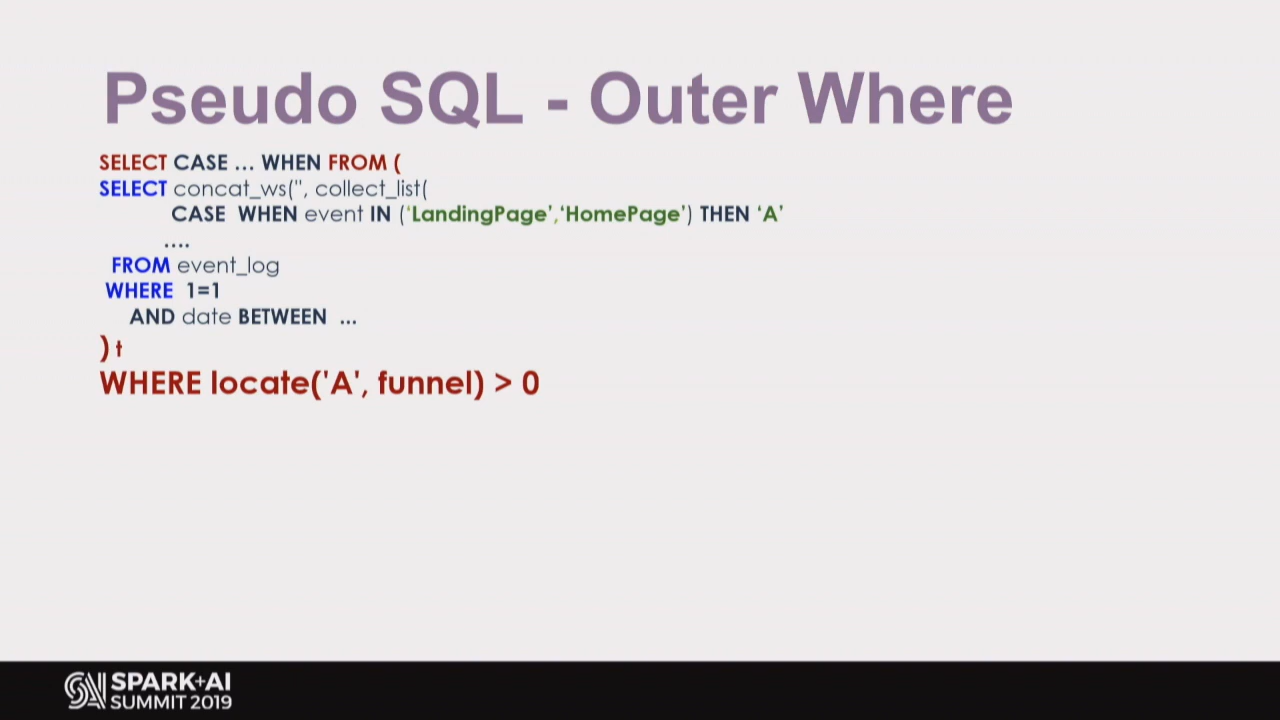 Pseudo SQL - Outer Where
SELECT CASE ... WHEN FROM (
SELECT concat_ws('', collect_list(
CASE WHEN event IN (‘LandingPage’,‘HomePage’) THEN ‘A’
....
FROM event_log
WHERE 1=1
AND date BETWEEN ...
) t
WHERE locate('A', funnel) > 0
SPARK+AI
SUMMIT 2019